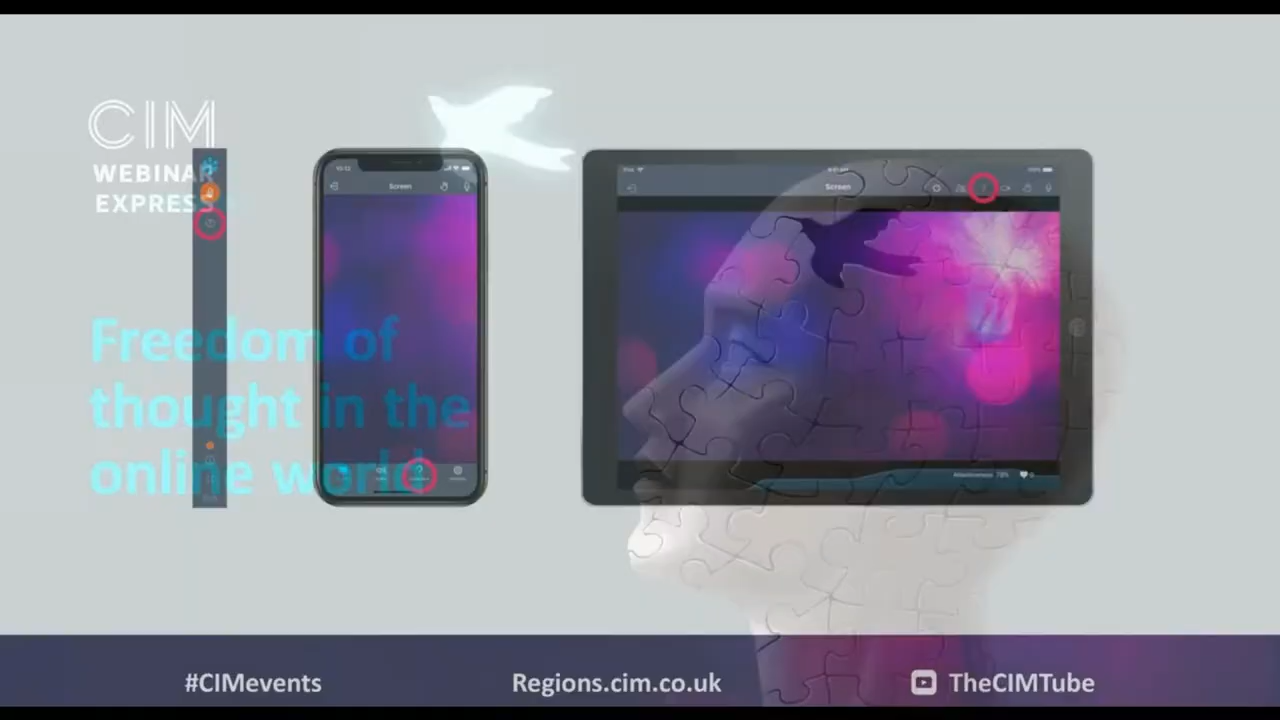 CIM
WEBINAR
EXPRESS
Freedom of
thought in the
online world
Screen
Screen
#CIMevents
Regions.cim.co.uk
TheCIMTube